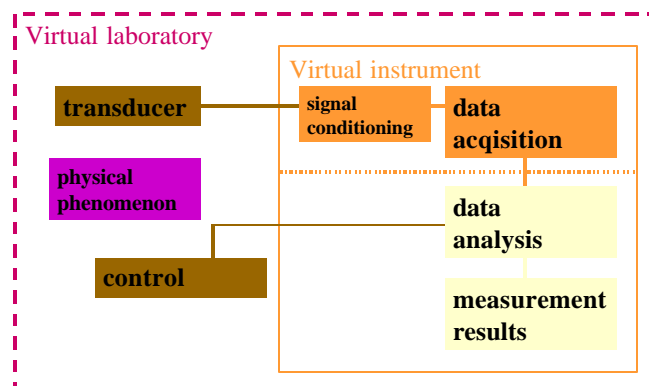 Virtual laboratory
Virtual instrument
transducer
signal
conditioning
data
acqisition
physical
phenomenon
data
analysis
control
measurement
results